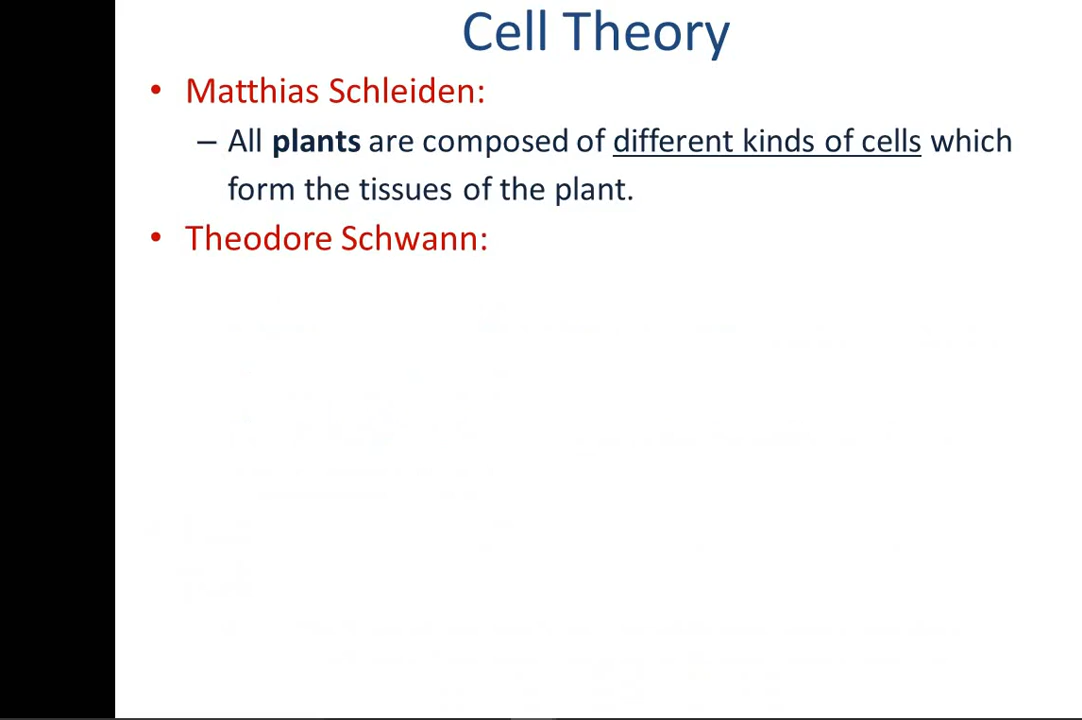 Cell Theory
• Matthias Schleiden:
– All plants are composed of different kinds of cells which
form the tissues of the plant.
• Theodore Schwann: